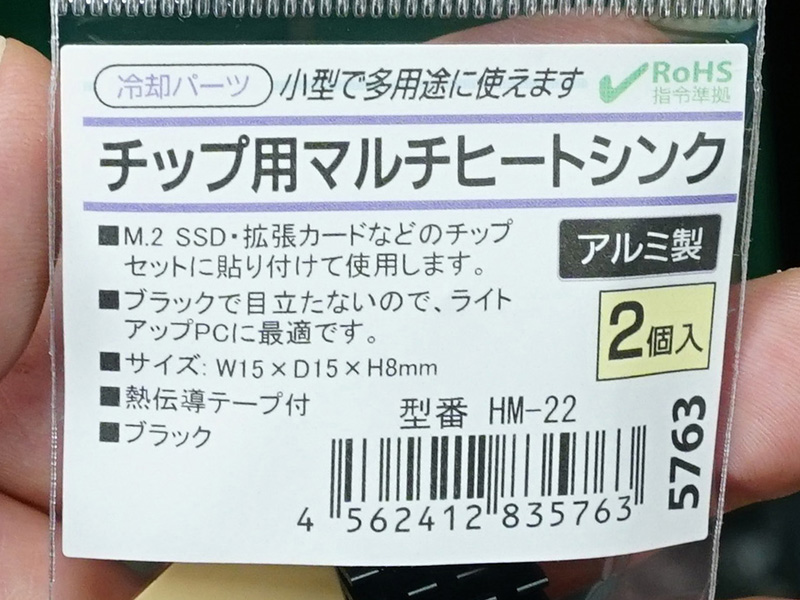 冷却パーツ 小型で多用途に使えます ✓RoHS
指令準拠
チップ用マルチヒートシンク
■M.2 SSD・拡張カードなどのチップ
セットに貼り付けて使用します。
アルミ製
■ブラックで目立たないので、ライト
アップPCに最適です。
2個入
■サイズ: W15×D15×H8mm
■熱伝導テープ付
型番 HM-22
■ブラック
4 562412 835763
5763